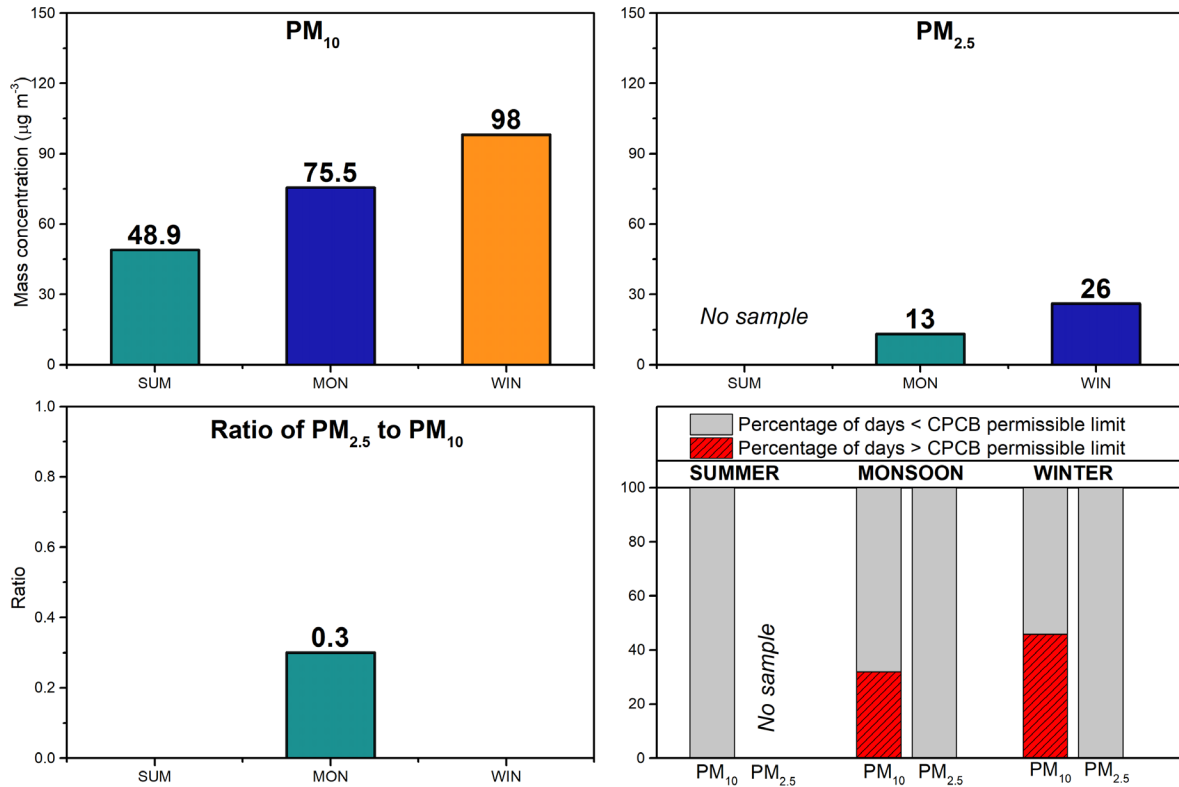 PM10
Mass concentration (μg m-3)
150
120
90
60
30
0
48.9
75.5
98
SUM
MON
WIN
PM2.5
150
120
90
60
30
0
No sample
13
26
SUM
MON
WIN
Ratio of PM2.5 to PM10
Ratio
1.0
0.8
0.6
0.4
0.2
0.0
0.3
SUM
MON
WIN
Percentage of days < CPCB permissible limit
Percentage of days > CPCB permissible limit
SUMMER MONSOON WINTER
100
80
60
40
20
0
No sample
PM10 PM2.5 PM10 PM2.5 PM10 PM2.5